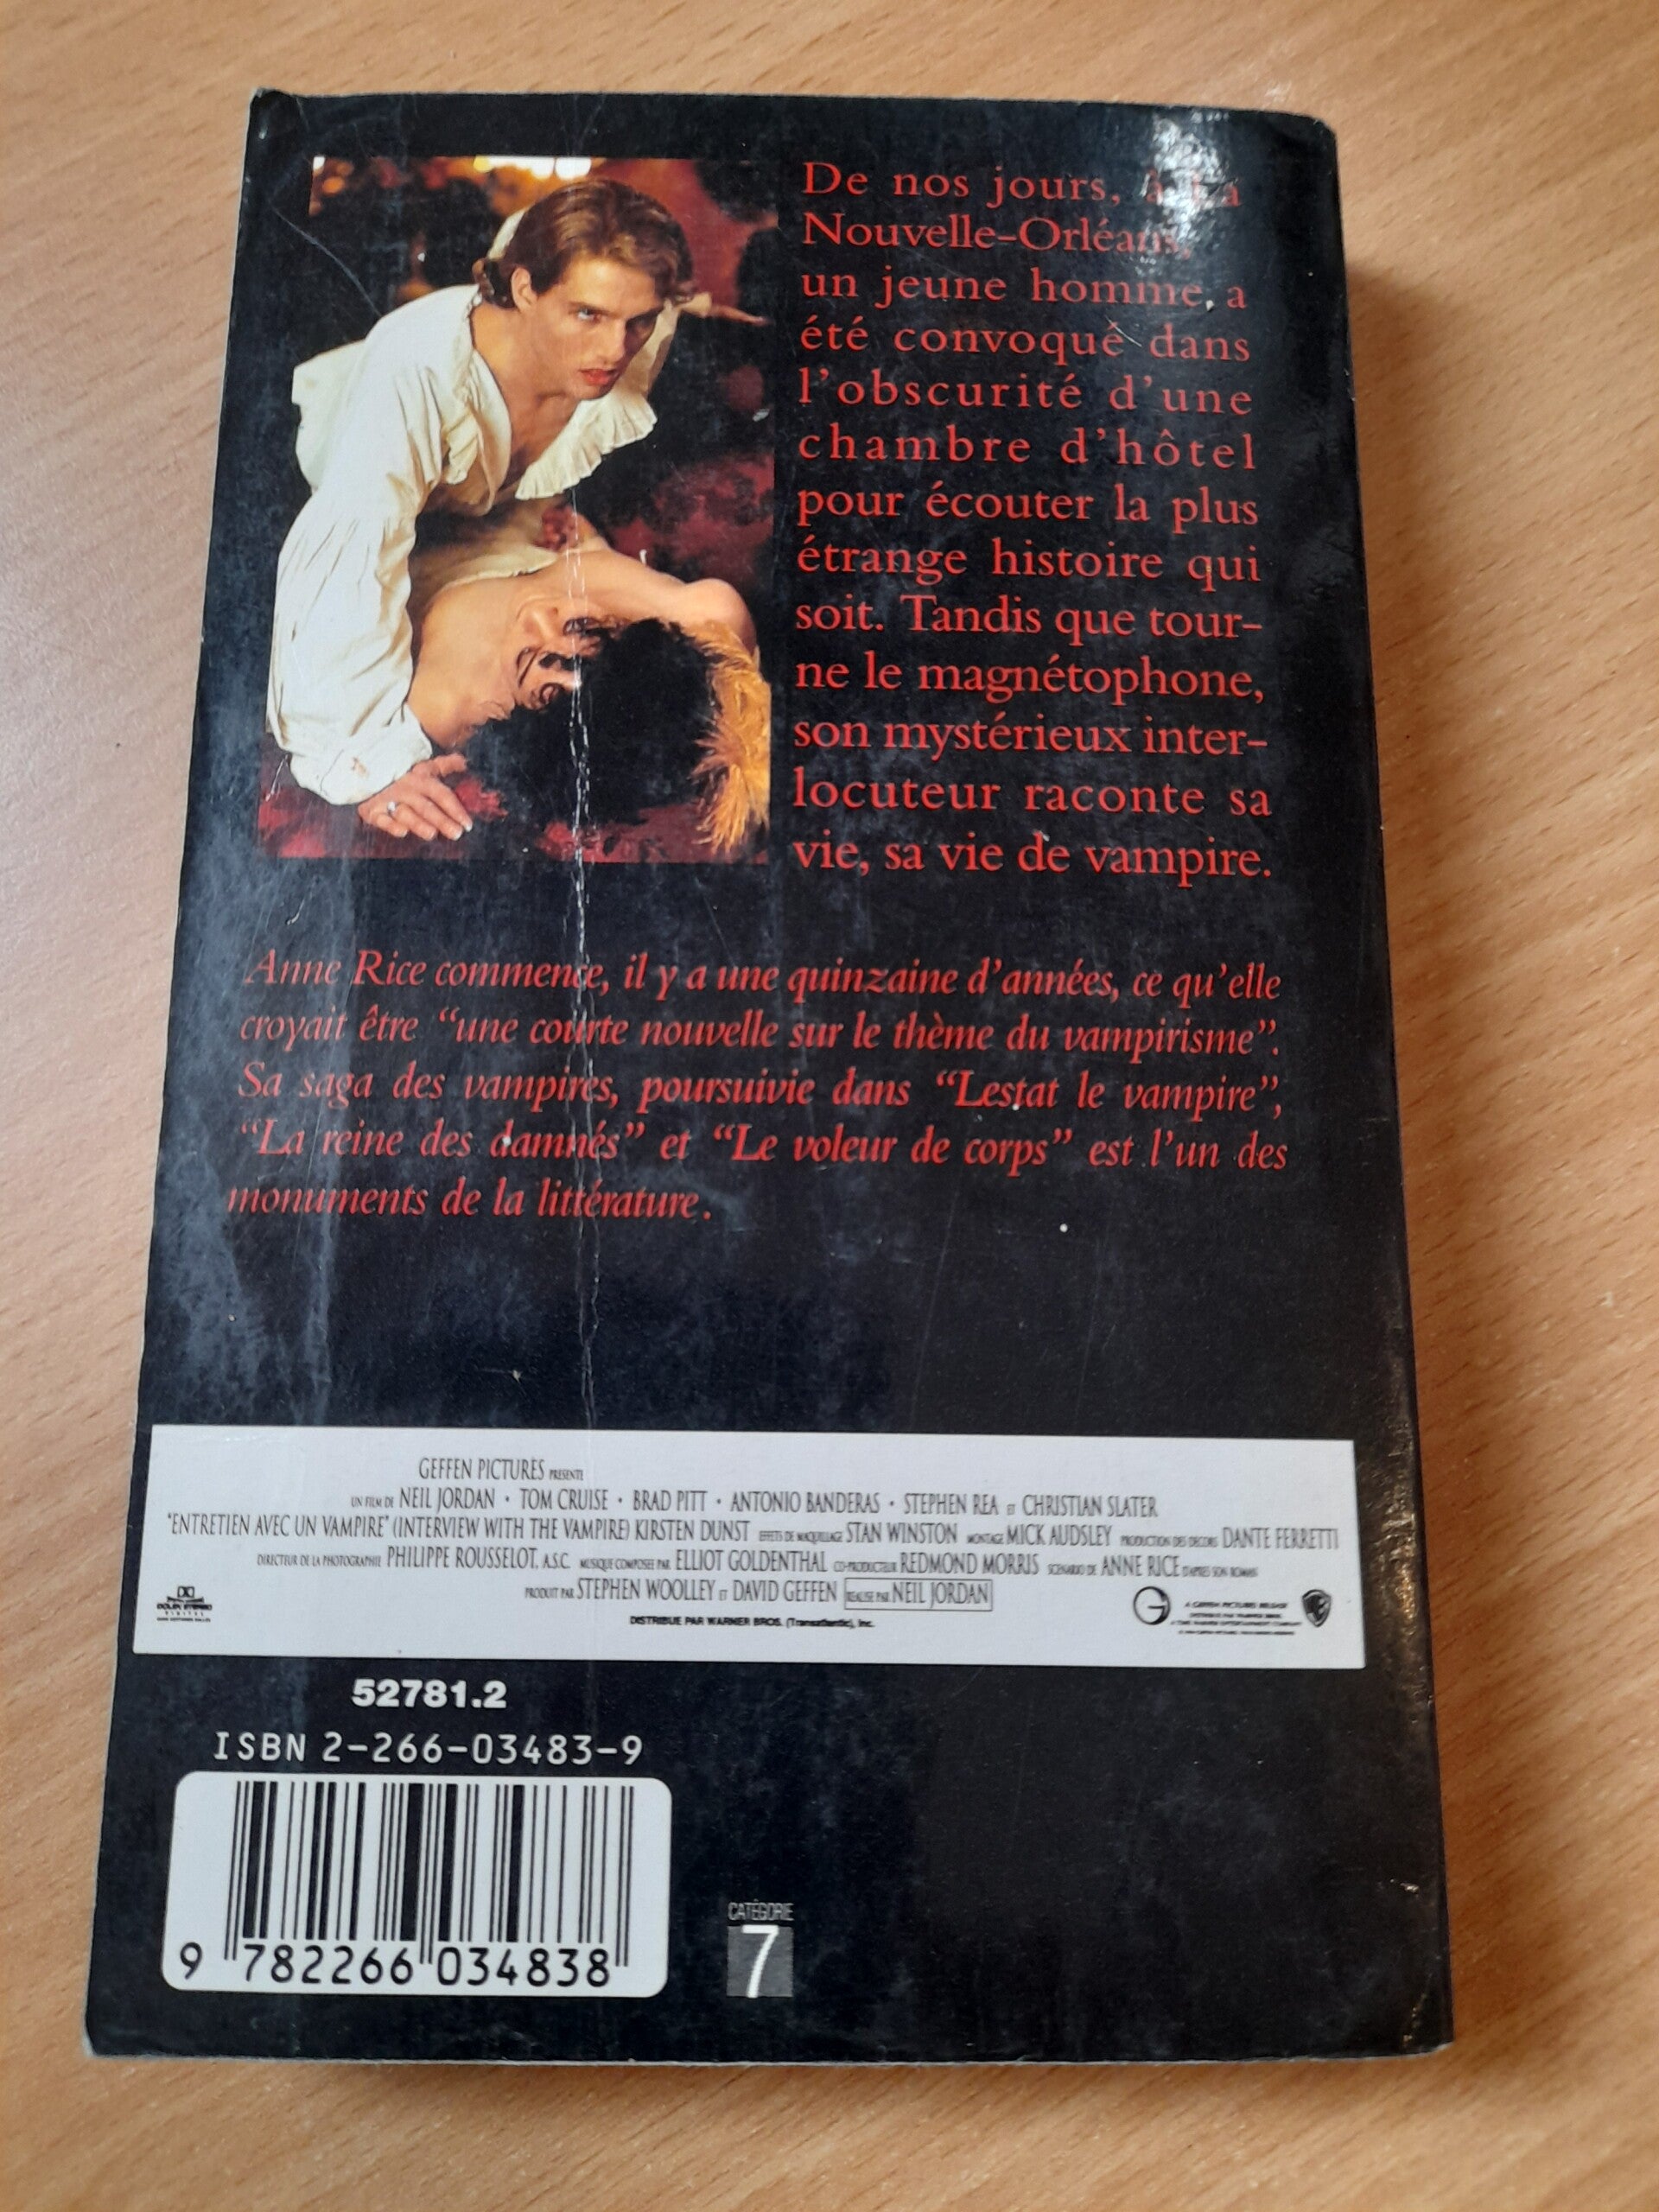 De nos jours, à La
Nouvelle-Orléans,
un jeune homme a
été convoqué dans
l'obscurité d'une
chambre d'hôtel
pour écouter la plus
étrange histoire qui
soit. Tandis que tour-
ne le magnétophone,
son mystérieux inter-
locuteur raconte sa
vie, sa vie de vampire.
Anne Rice commence, il y a une quinzaine d'années, ce qu'elle
croyait être "une courte nouvelle sur le thème du vampirisme".
Sa saga des vampires, poursuivie dans "Lestat le vampire",
"La reine des damnés" et "Le voleur de corps" est l'un des
monuments de la littérature.
GEFFEN PICTURES PRESENTE
UN FILM DE NEIL JORDAN • TOM CRUISE • BRAD PITT • ANTONIO BANDERAS • STEPHEN REA ET CHRISTIAN SLATER
"ENTRETIEN AVEC UN VAMPIRE" (INTERVIEW WITH THE VAMPIRE) KIRSTEN DUNST EFFETS DE MAQUILLAGE STAN WINSTON MONTAGE MICK AUDSLEY PRODUCTION DES DECORS DANTE FERRETTI
DIRECTEUR DE LA PHOTOGRAPHIE PHILIPPE ROUSSELOT, A.S.C. MUSIQUE COMPOSEE PAR ELLIOT GOLDENTHAL CO-PRODUCTEUR REDMOND MORRIS SCENARIO DE ANNE RICE D'APRES SON ROMAN
PRODUIT PAR STEPHEN WOOLLEY ET DAVID GEFFEN REALISE PAR NEIL JORDAN
DOLBY STEREO
DIGITAL
DISTRIBUE PAR WARNER BROS. (Transatlantic), Inc.
A GEFFEN PICTURES RELEASE
52781.2
ISBN 2-266-03483-9
9 782266 034838
CATÉGORIE
7